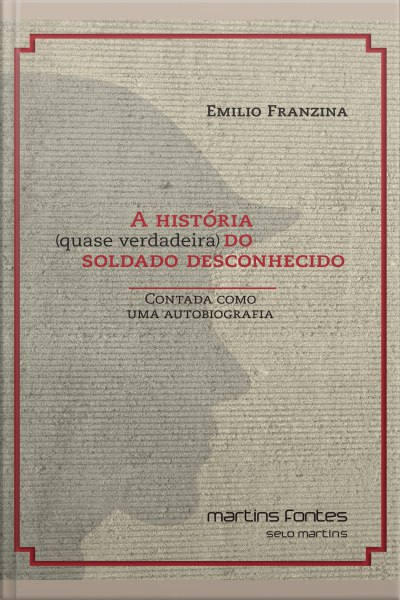 Emilio Franzina
A história
(quase verdadeira) do
soldado desconhecido
Contada como
uma autobiografia
martins fontes
selo martins